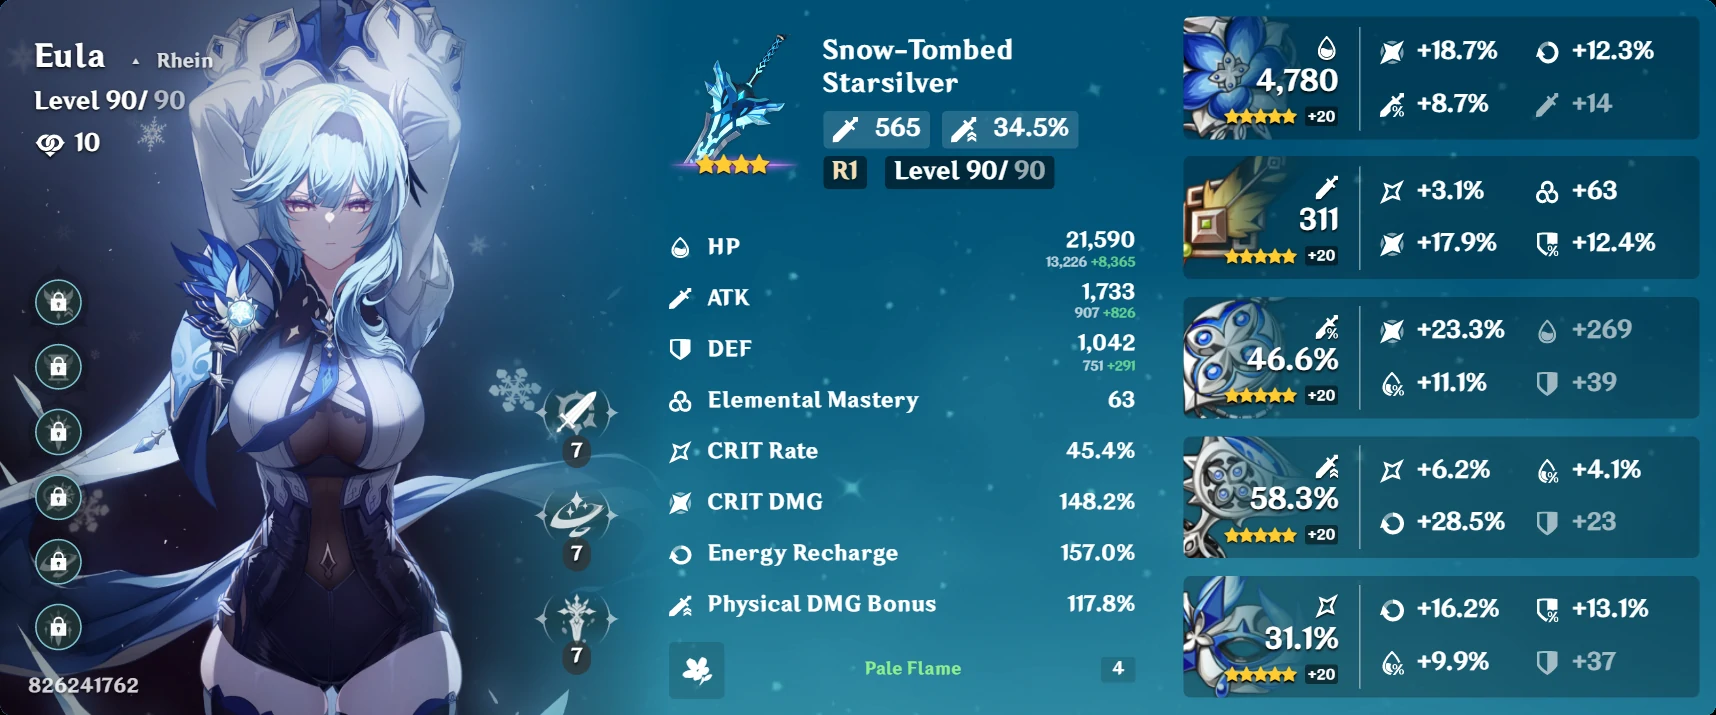 Eula ▲ Rhein
Level 90/ 90
10
7
7
7
826241762
Snow-Tombed
Starsilver
565 34.5%
R1 Level 90/ 90
HP 21,590
13,226 +8,365
ATK 1,733
907 +826
DEF 1,042
751 +291
Elemental Mastery 63
CRIT Rate 45.4%
CRIT DMG 148.2%
Energy Recharge 157.0%
Physical DMG Bonus 117.8%
Pale Flame 4
4,780
+20
+18.7% +12.3%
+8.7% +14
311
+20
+3.1% +63
+17.9% +12.4%
46.6%
+20
+23.3% +269
+11.1% +39
58.3%
+20
+6.2% +4.1%
+28.5% +23
31.1%
+20
+16.2% +13.1%
+9.9% +37